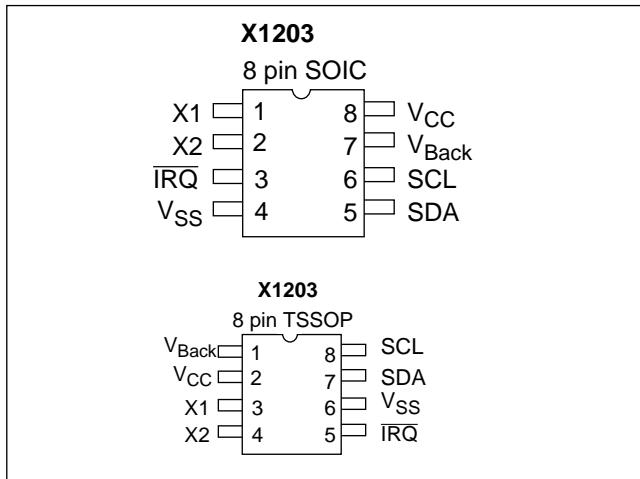 X1203
8 pin SOIC
X1 1 8 VCC
X2 2 7 VBack
IRQ 3 6 SCL
VSS 4 5 SDA
X1203
8 pin TSSOP
VBack 1 8 SCL
VCC 2 7 SDA
X1 3 6 VSS
X2 4 5 IRQ